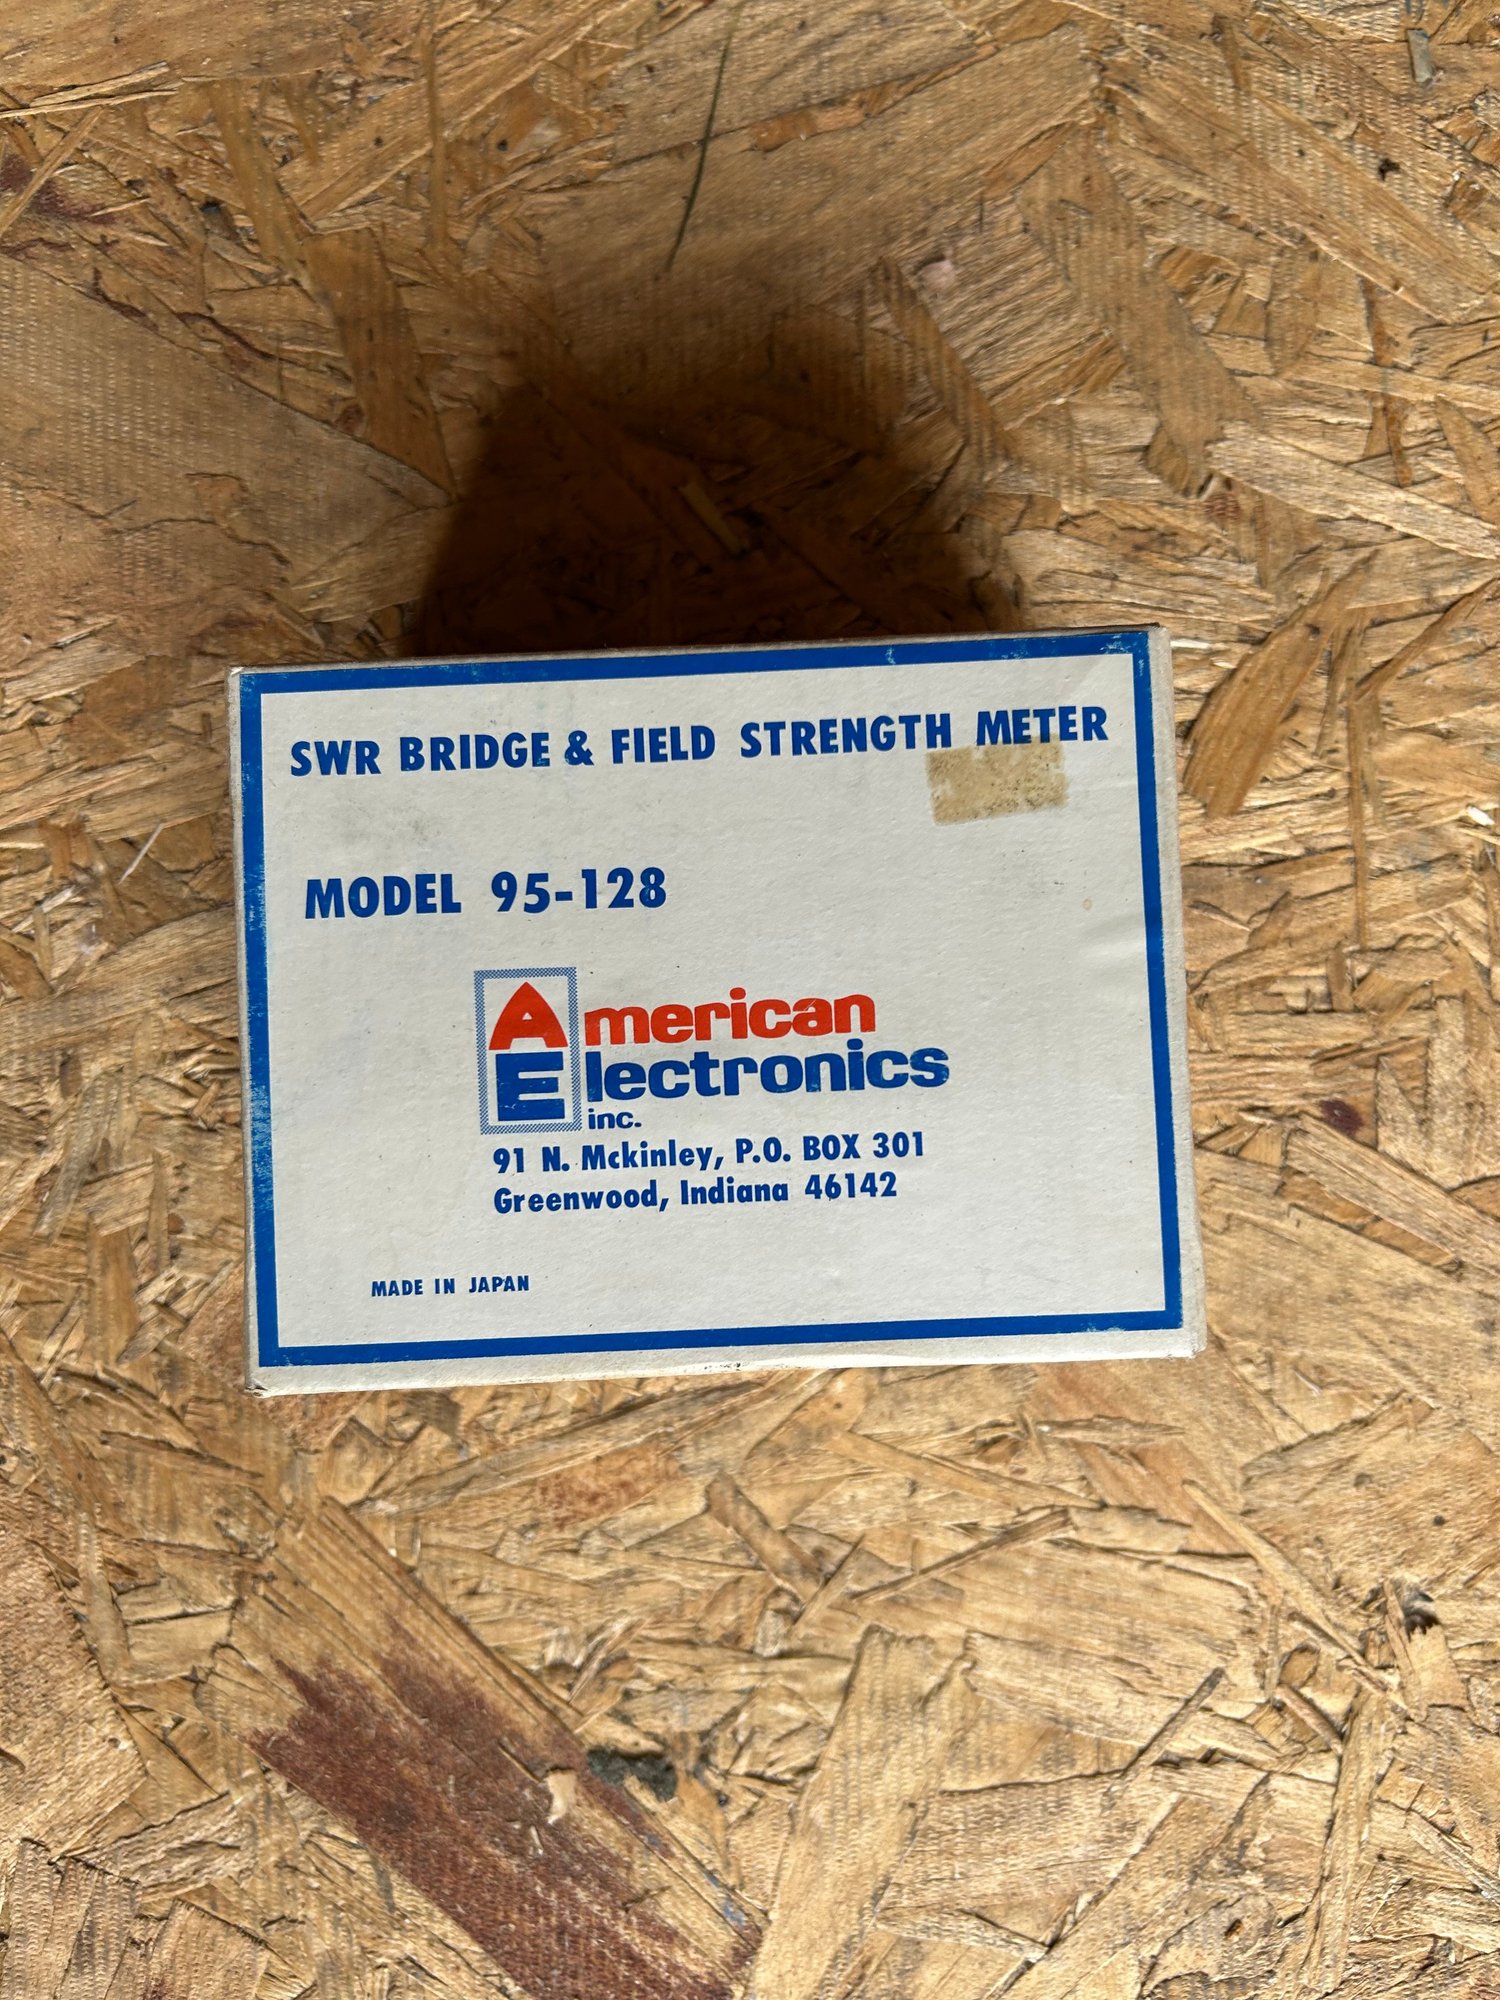 SWR BRIDGE & FIELD STRENGTH METER
MODEL 95-128
American
Electronics
inc.
91 N. Mckinley, P.O. BOX 301
Greenwood, Indiana 46142
MADE IN JAPAN